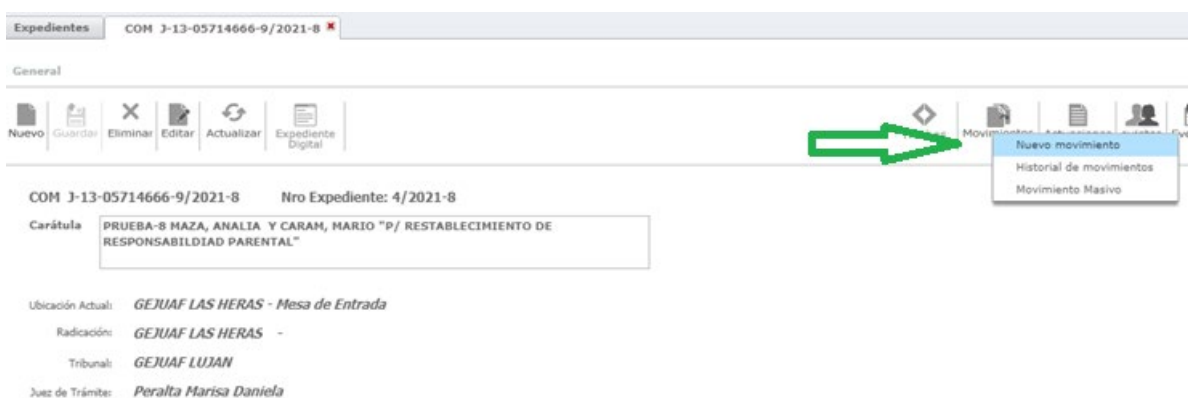 Expedientes COM J-13-05714666-9/2021-8
General
Nuevo Guardar Eliminar Editar Actualizar Expediente Digital
Nuevo movimiento
Historial de movimientos
Movimiento Masivo
COM J-13-05714666-9/2021-8 Nro Expediente: 4/2021-8
Carátula PRUEBA-8 MAZA, ANALIA Y CARAM, MARIO "P/ RESTABLECIMIENTO DE
RESPONSABILDIAD PARENTAL"
Ubicación Actual: GEJUAF LAS HERAS - Mesa de Entrada
Radicación: GEJUAF LAS HERAS -
Tribunal: GEJUAF LUJAN
Juez de Trámite: Peralta Marisa Daniela